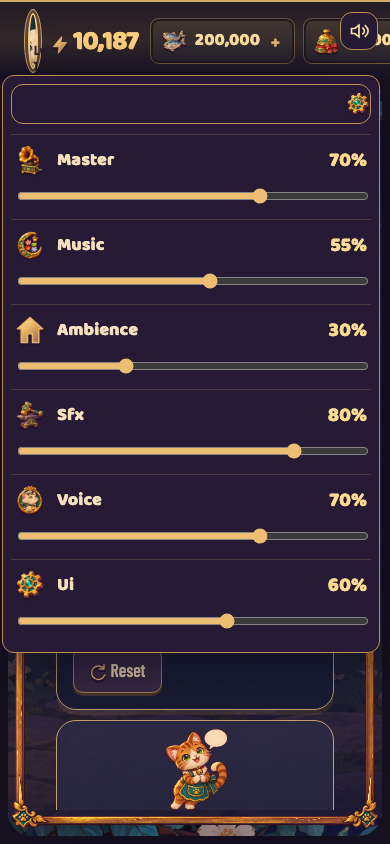 10,187
200,000 +
Master 70%
Music 55%
Ambience 30%
Sfx 80%
Voice 70%
Ui 60%
Reset